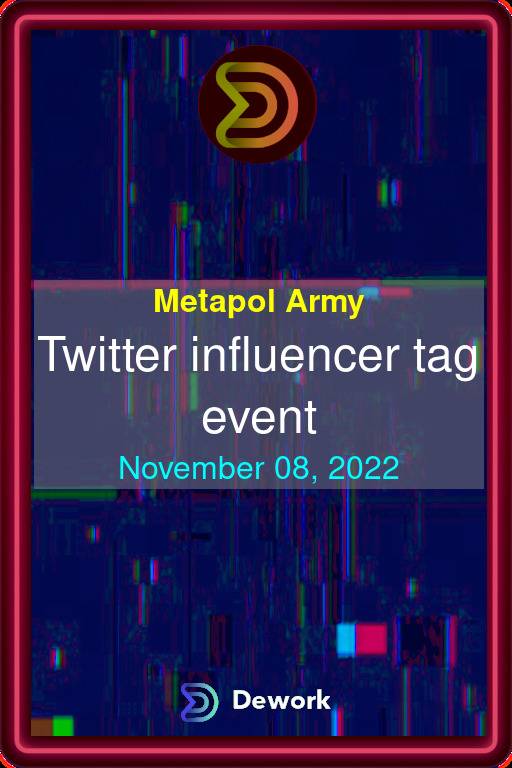 Metapol Army
Twitter influencer tag
event
November 08, 2022
Dework